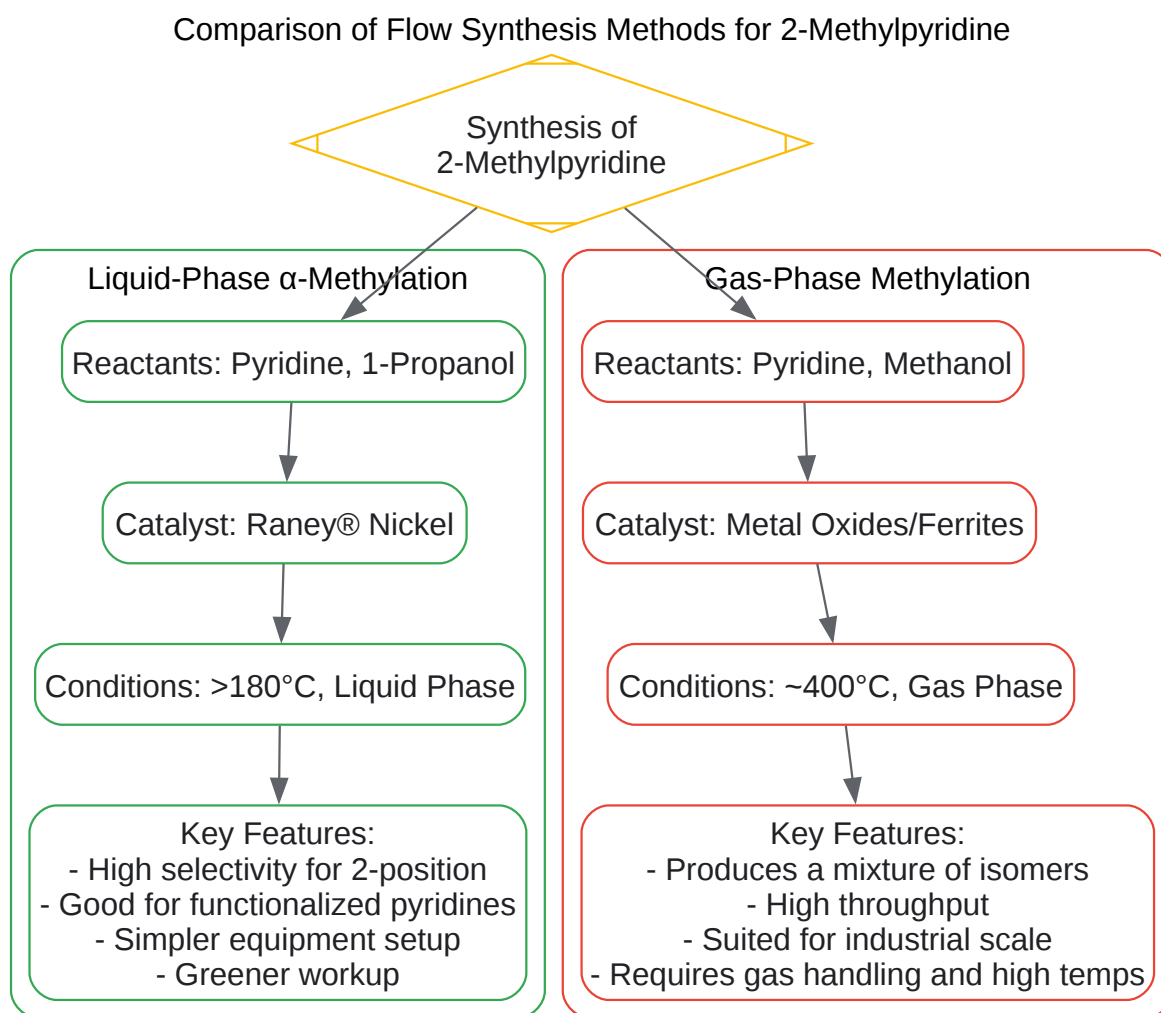 Comparison of Flow Synthesis Methods for 2-Methylpyridine
Synthesis of
2-Methylpyridine
Liquid-Phase α-Methylation
Reactants: Pyridine, 1-Propanol
Catalyst: Raney® Nickel
Conditions: >180°C, Liquid Phase
Key Features:
- High selectivity for 2-position
- Good for functionalized pyridines
- Simpler equipment setup
- Greener workup
Gas-Phase Methylation
Reactants: Pyridine, Methanol
Catalyst: Metal Oxides/Ferrites
Conditions: ~400°C, Gas Phase
Key Features:
- Produces a mixture of isomers
- High throughput
- Suited for industrial scale
- Requires gas handling and high temps